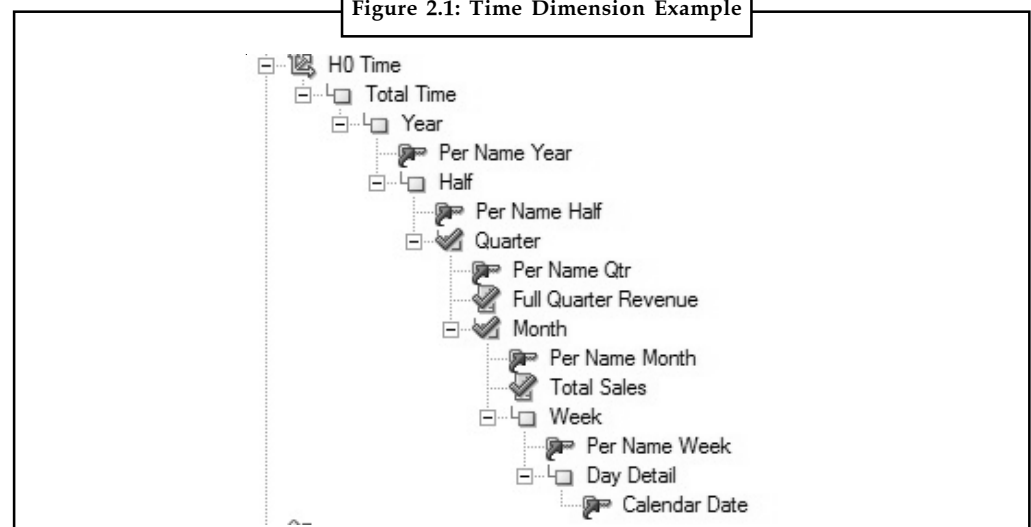 Figure 2.1: Time Dimension Example
H0 Time
Total Time
Year
Per Name Year
Half
Per Name Half
Quarter
Per Name Qtr
Full Quarter Revenue
Month
Per Name Month
Total Sales
Week
Per Name Week
Day Detail
Calendar Date